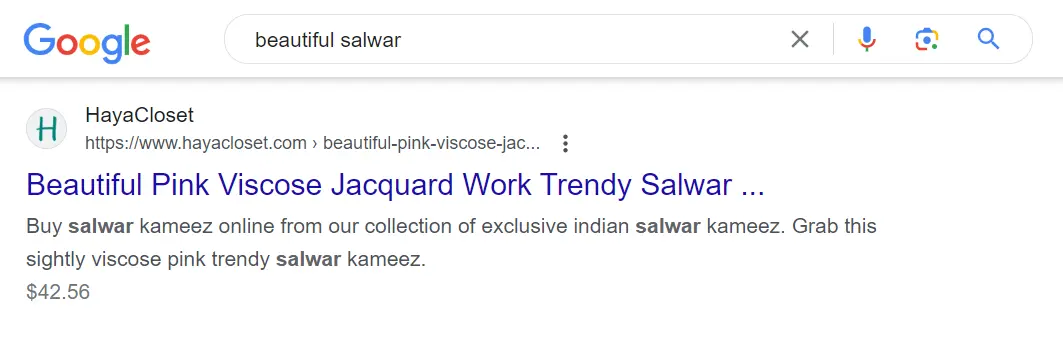 Google
beautiful salwar
H
HayaCloset
https://www.hayacloset.com › beautiful-pink-viscose-jac...
Beautiful Pink Viscose Jacquard Work Trendy Salwar ...
Buy salwar kameez online from our collection of exclusive indian salwar kameez. Grab this
sightly viscose pink trendy salwar kameez.
$42.56